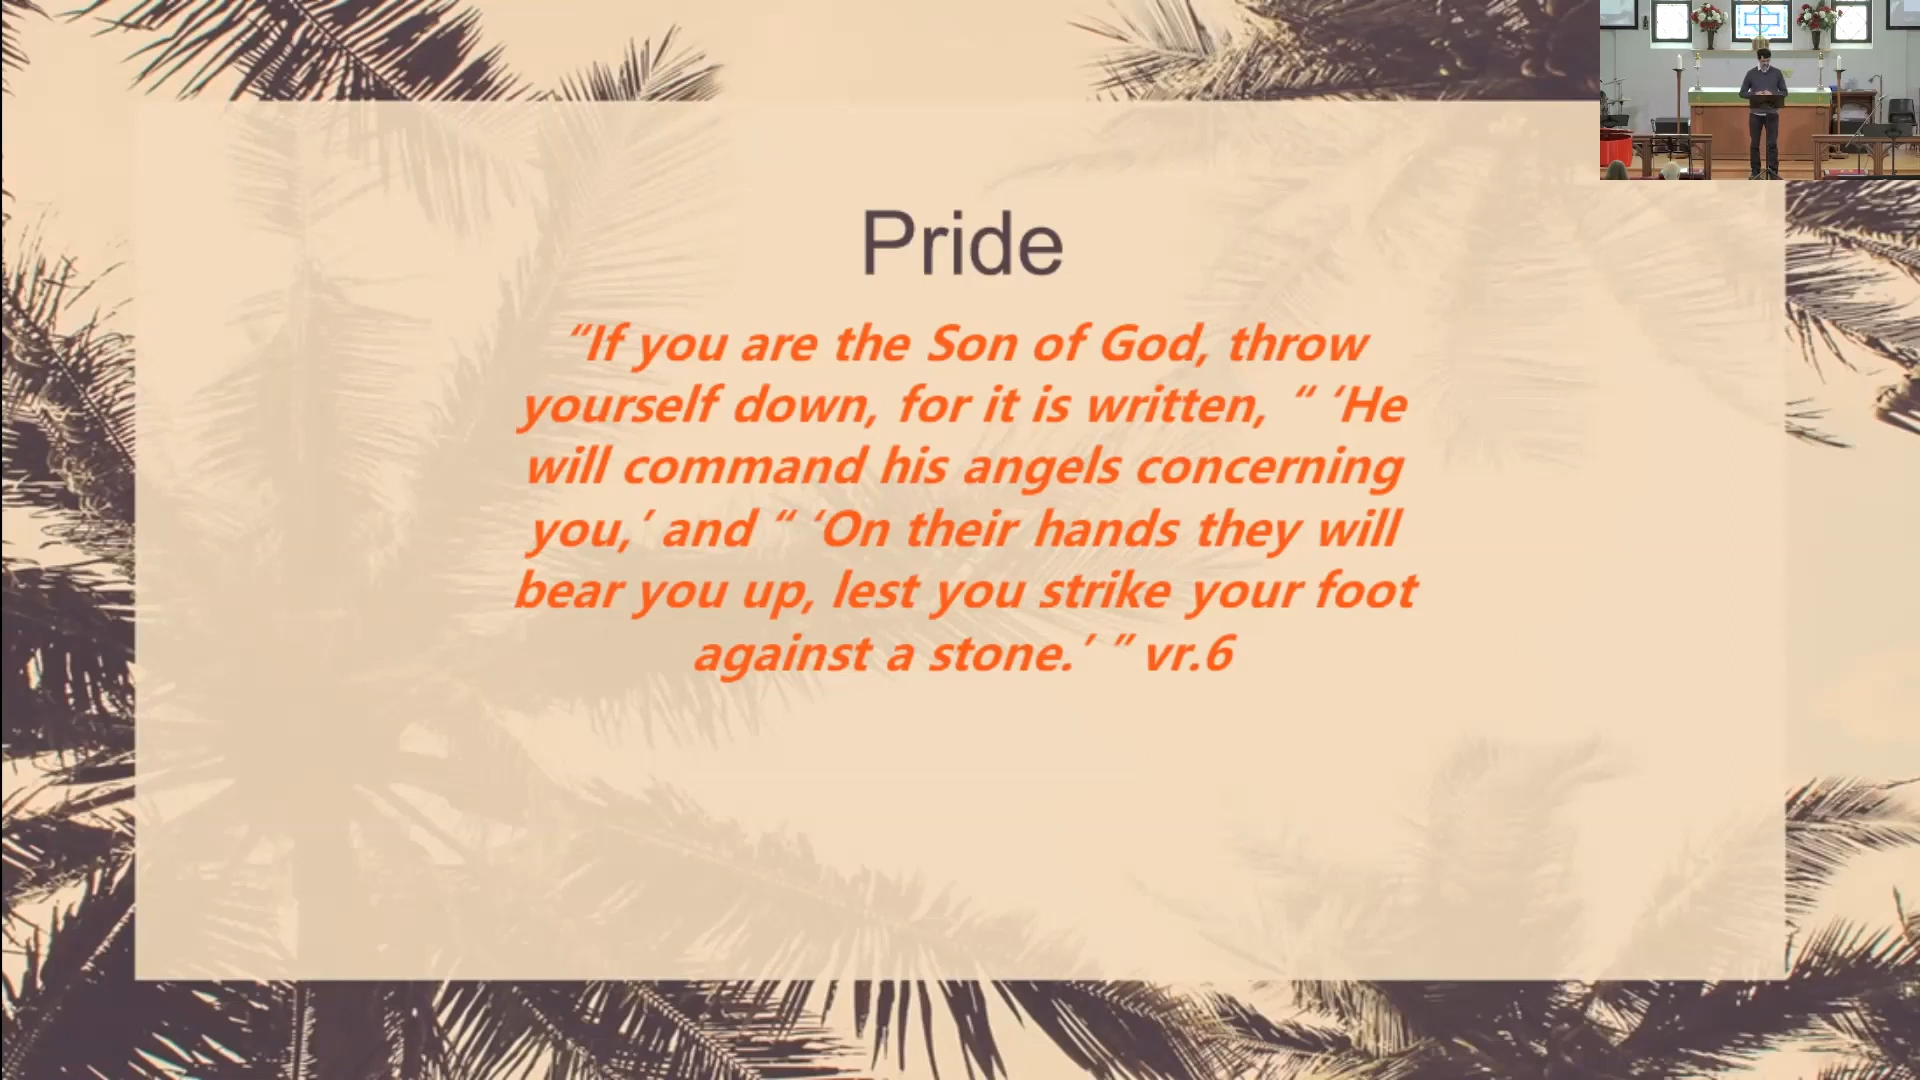 Pride
“If you are the Son of God, throw
yourself down, for it is written, “ ‘He
will command his angels concerning
you,’ and “ ‘On their hands they will
bear you up, lest you strike your foot
against a stone.’ ” vr.6